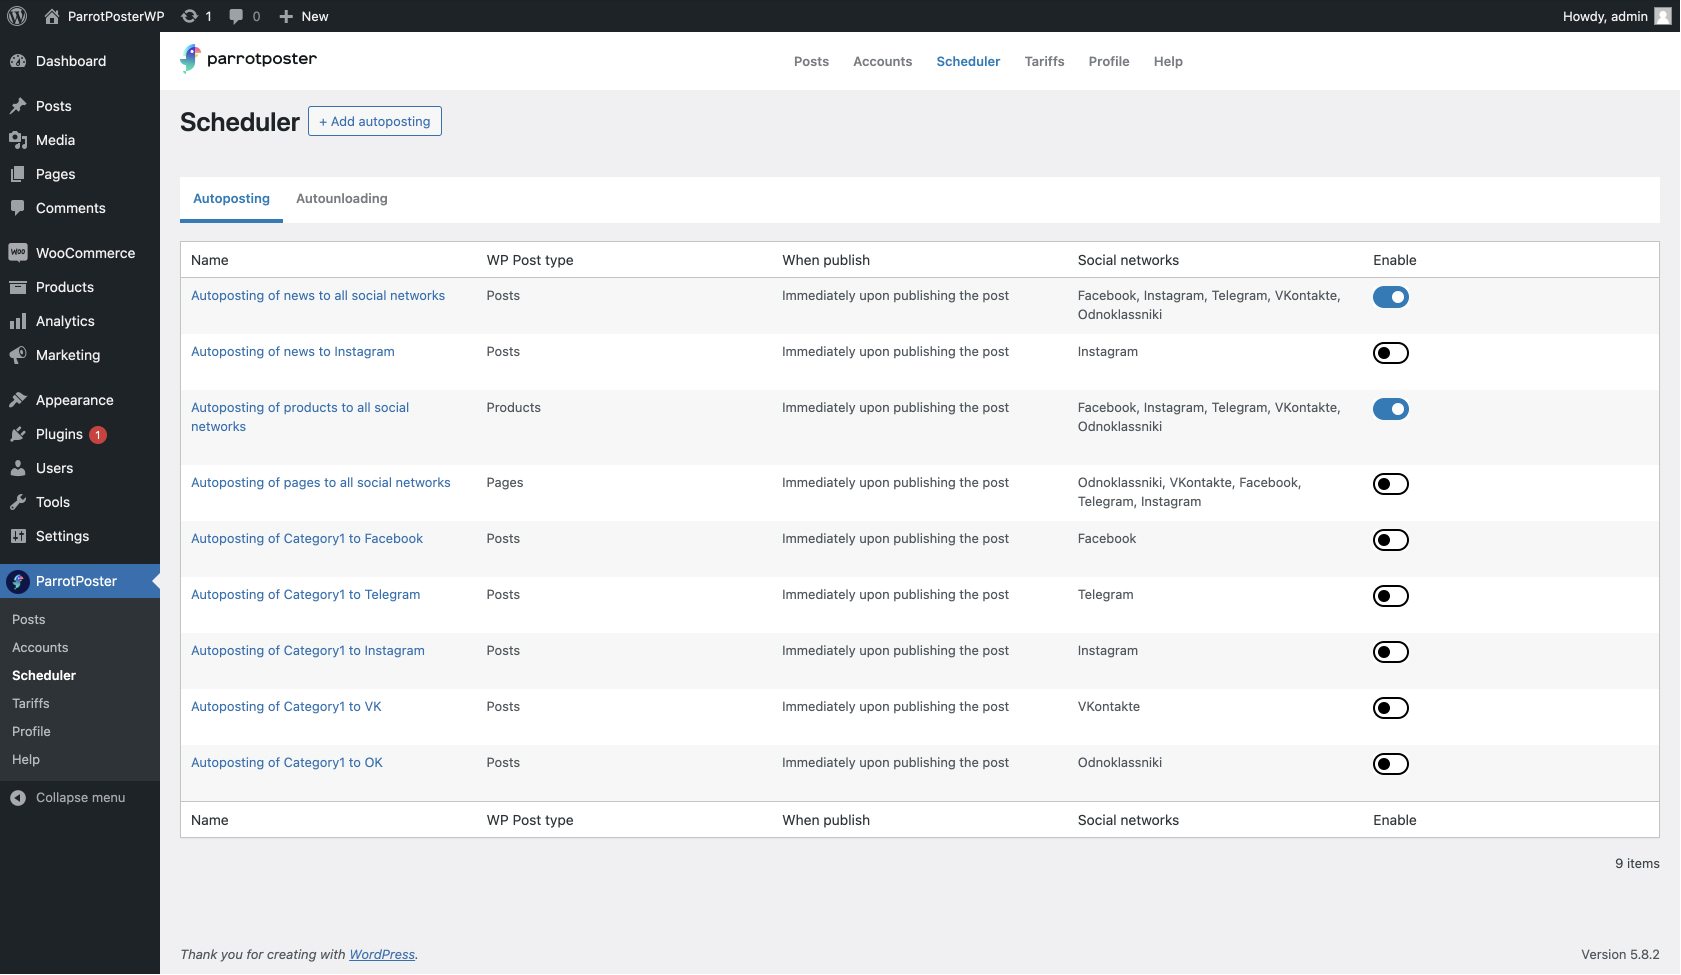 ParrotPosterWP 1 0 New Howdy, admin
Dashboard
Posts
Media
Pages
Comments
WooCommerce
Products
Analytics
Marketing
Appearance
Plugins 1
Users
Tools
Settings
ParrotPoster
Posts
Accounts
Scheduler
Tariffs
Profile
Help
Collapse menu
parrotposter
Posts Accounts Scheduler Tariffs Profile Help
Scheduler + Add autoposting
Autoposting Autounloading
Name WP Post type When publish Social networks Enable
Autoposting of news to all social networks Posts Immediately upon publishing the post Facebook, Instagram, Telegram, VKontakte,
Odnoklassniki
Autoposting of news to Instagram Posts Immediately upon publishing the post Instagram
Autoposting of products to all social Products Immediately upon publishing the post Facebook, Instagram, Telegram, VKontakte,
networks Odnoklassniki
Autoposting of pages to all social networks Pages Immediately upon publishing the post Odnoklassniki, VKontakte, Facebook,
Telegram, Instagram
Autoposting of Category1 to Facebook Posts Immediately upon publishing the post Facebook
Autoposting of Category1 to Telegram Posts Immediately upon publishing the post Telegram
Autoposting of Category1 to Instagram Posts Immediately upon publishing the post Instagram
Autoposting of Category1 to VK Posts Immediately upon publishing the post VKontakte
Autoposting of Category1 to OK Posts Immediately upon publishing the post Odnoklassniki
Name WP Post type When publish Social networks Enable
9 items
Thank you for creating with WordPress. Version 5.8.2